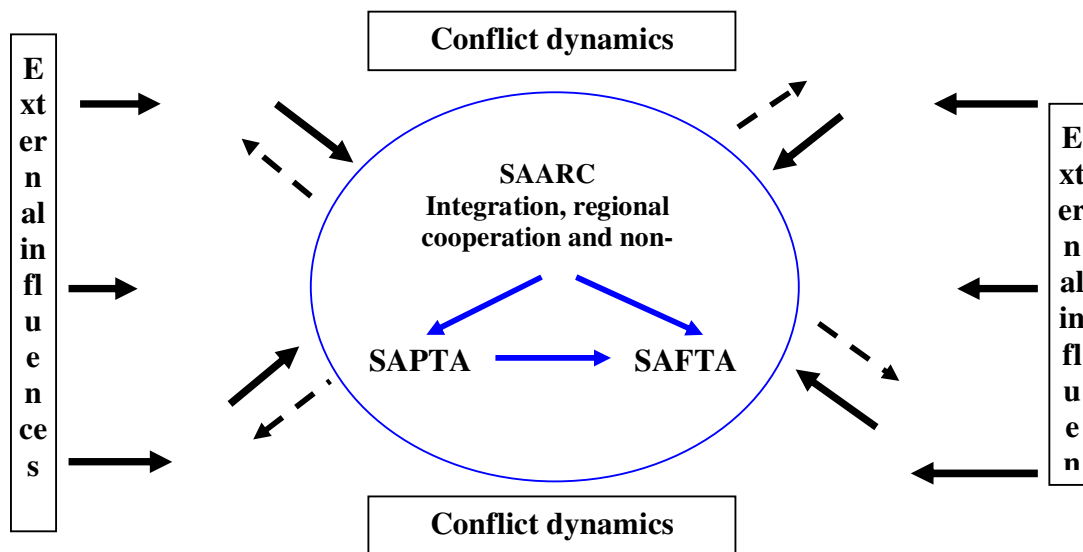 Conflict dynamics
E
xt
er
n
al
in
fl
u
e
n
ce
s
SAARC
Integration, regional
cooperation and non-
SAPTA
SAFTA
E
xt
er
n
al
in
fl
u
e
n
Conflict dynamics